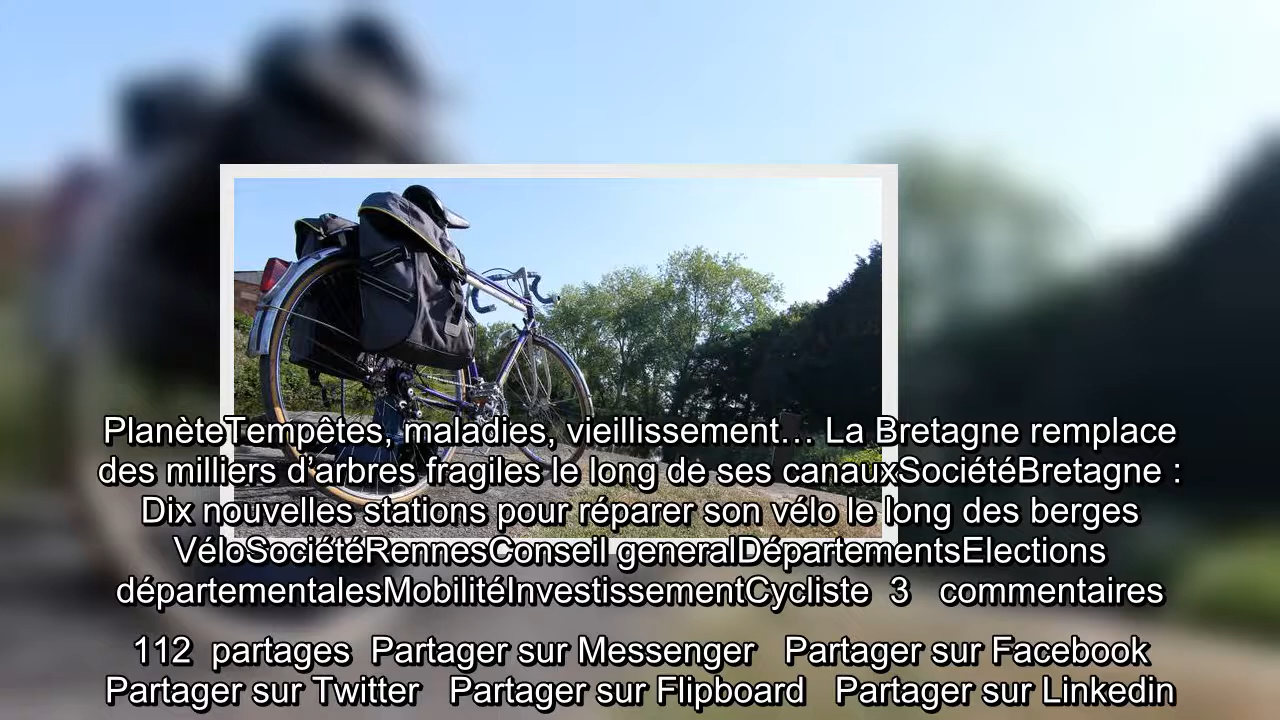 PlanèteTempêtes, maladies, vieillissement… La Bretagne remplace
des milliers d’arbres fragiles le long de ses canauxSociétéBretagne :
Dix nouvelles stations pour réparer son vélo le long des berges
VéloSociétéRennesConseil generalDépartementsElections
départementalesMobilitéInvestissementCycliste 3 commentaires
112 partages Partager sur Messenger Partager sur Facebook
Partager sur Twitter Partager sur Flipboard Partager sur Linkedin